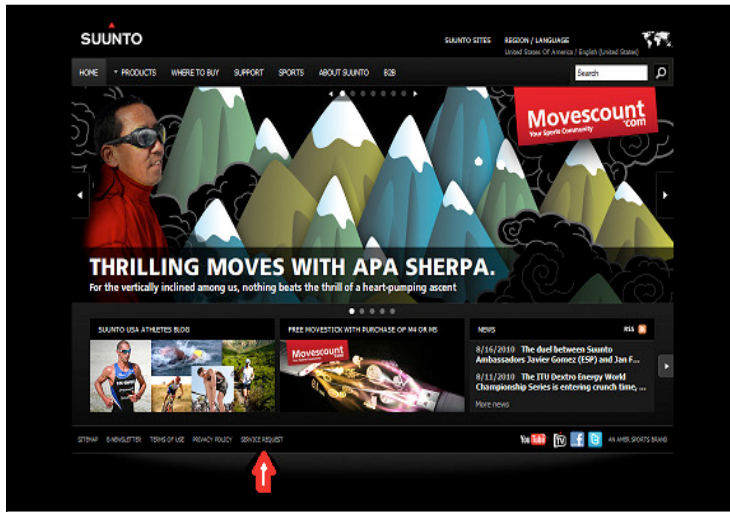 SUUNTO
SUUNTO SITES
REGION / LANGUAGE
United States Of America / English (United States)
HOME PRODUCTS WHERE TO BUY SUPPORT SPORTS ABOUT SUUNTO B2B
Search
Movescount
.com
Your Sports Community
THRILLING MOVES WITH APA SHERPA.
For the vertically inclined among us, nothing beats the thrill of a heart-pumping ascent
SUUNTO USA ATHLETES BLOG
FREE MOVESTICK WITH PURCHASE OF M4 OR M5
Movescount
.com
NEWS
RSS
8/16/2010 The duel between Suunto
Ambassadors Javier Gomez (ESP) and Jan F...
8/11/2010 The ITU Dextro Energy World
Championship Series is entering crunch time, ...
More news
SITEMAP E-NEWSLETTER TERMS OF USE PRIVACY POLICY SERVICE REQUEST
You Tube
tv
f
AN AMER SPORTS BRAND